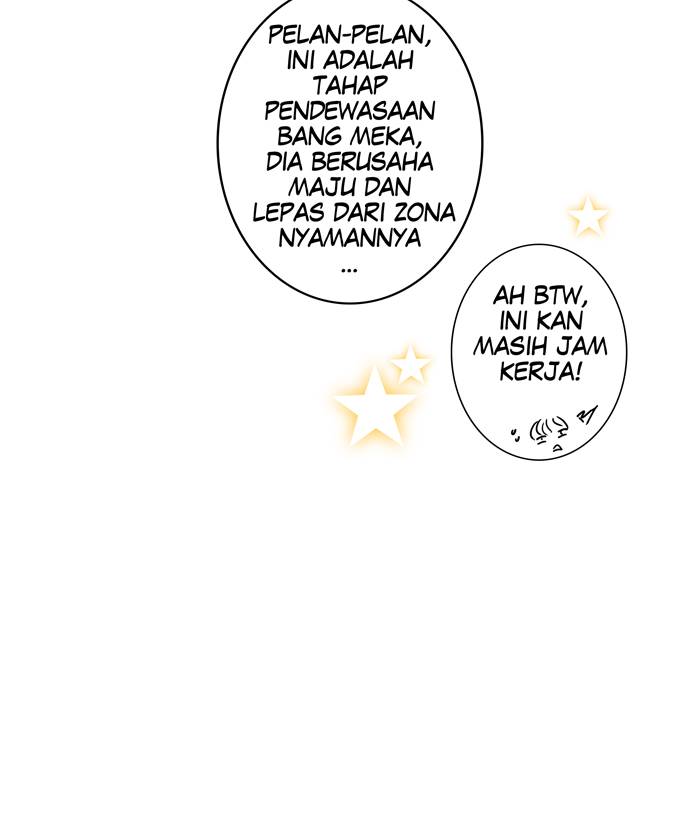 PELAN-PELAN,
INI ADALAH
TAHAP
PENDEWASAAN
BANG MEKA,
DIA BERUSAHA
MAJU DAN
LEPAS DARI ZONA
NYAMANNYA
...
AH BTW,
INI KAN
MASIH JAM
KERJA!